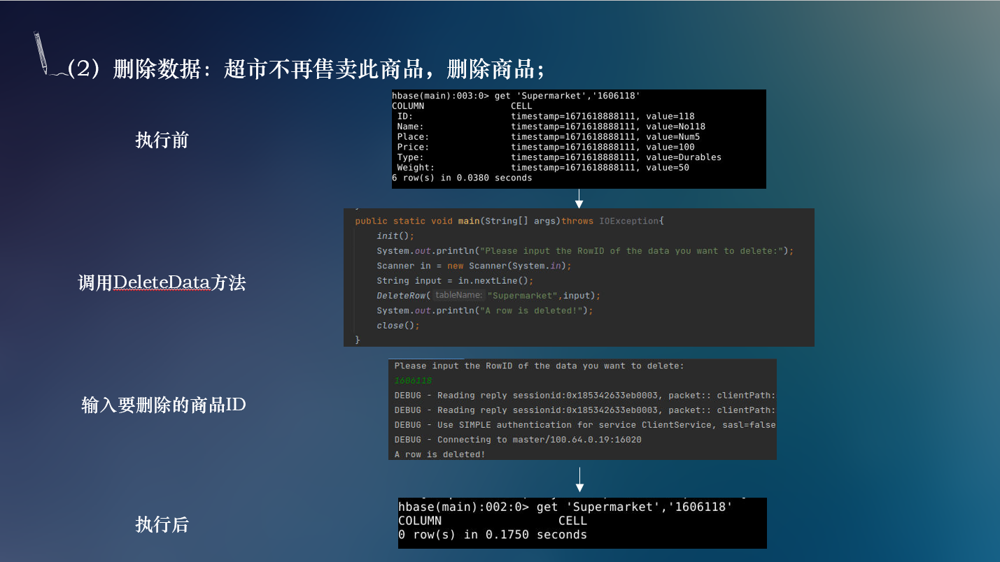 （2）删除数据：超市不再售卖此商品，删除商品；
执行前
hbase(main):003:0> get 'Supermarket','1606118'
COLUMN CELL
ID: timestamp=1671618888111, value=118
Name: timestamp=1671618888111, value=No118
Place: timestamp=1671618888111, value=Num5
Price: timestamp=1671618888111, value=100
Type: timestamp=1671618888111, value=Durables
Weight: timestamp=1671618888111, value=50
6 row(s) in 0.0380 seconds
调用DeleteData方法
public static void main(String[] args)throws IOException{
init();
System.out.println("Please input the RowID of the data you want to delete:");
Scanner in = new Scanner(System.in);
String input = in.nextLine();
DeleteRow( tableName: "Supermarket",input);
System.out.println("A row is deleted!");
close();
}
输入要删除的商品ID
Please input the RowID of the data you want to delete:
1606118
DEBUG - Reading reply sessionid:0x185342633eb0003, packet:: clientPath:
DEBUG - Reading reply sessionid:0x185342633eb0003, packet:: clientPath:
DEBUG - Use SIMPLE authentication for service ClientService, sasl=false
DEBUG - Connecting to master/100.64.0.19:16020
A row is deleted!
执行后
hbase(main):002:0> get 'Supermarket','1606118'
COLUMN CELL
0 row(s) in 0.1750 seconds